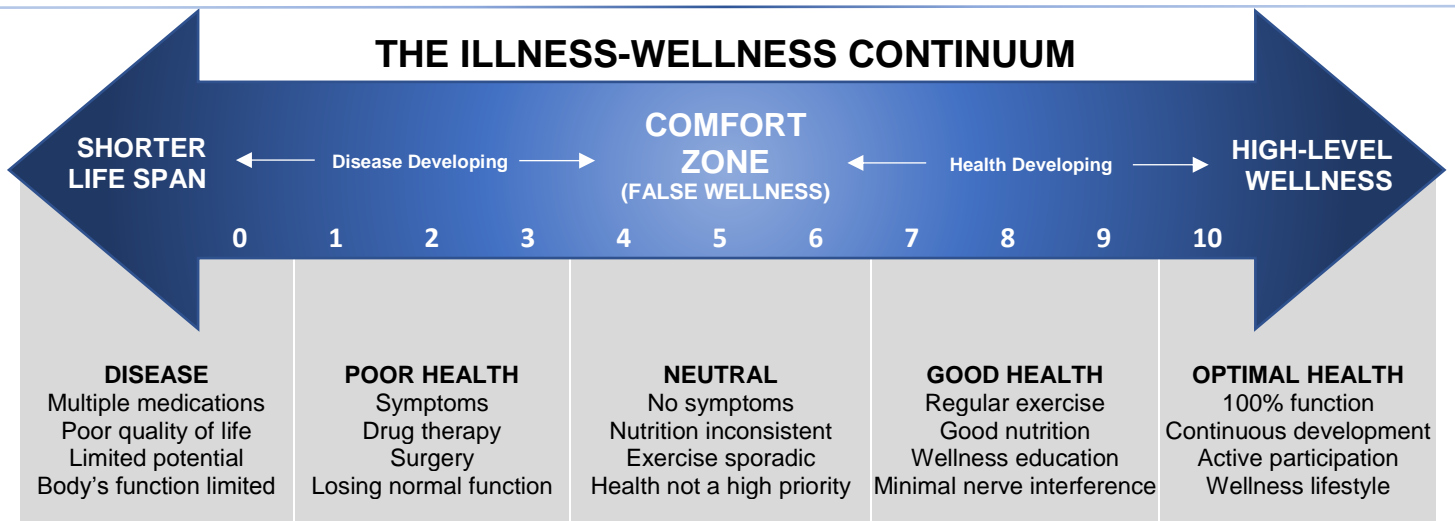 THE ILLNESS-WELLNESS CONTINUUM
SHORTER
LIFE SPAN
Disease Developing
COMFORT
ZONE
(FALSE WELLNESS)
Health Developing
HIGH-LEVEL
WELLNESS
0 1 2 3 4 5 6 7 8 9 10
DISEASE
Multiple medications
Poor quality of life
Limited potential
Body’s function limited
POOR HEALTH
Symptoms
Drug therapy
Surgery
Losing normal function
NEUTRAL
No symptoms
Nutrition inconsistent
Exercise sporadic
Health not a high priority
GOOD HEALTH
Regular exercise
Good nutrition
Wellness education
Minimal nerve interference
OPTIMAL HEALTH
100% function
Continuous development
Active participation
Wellness lifestyle